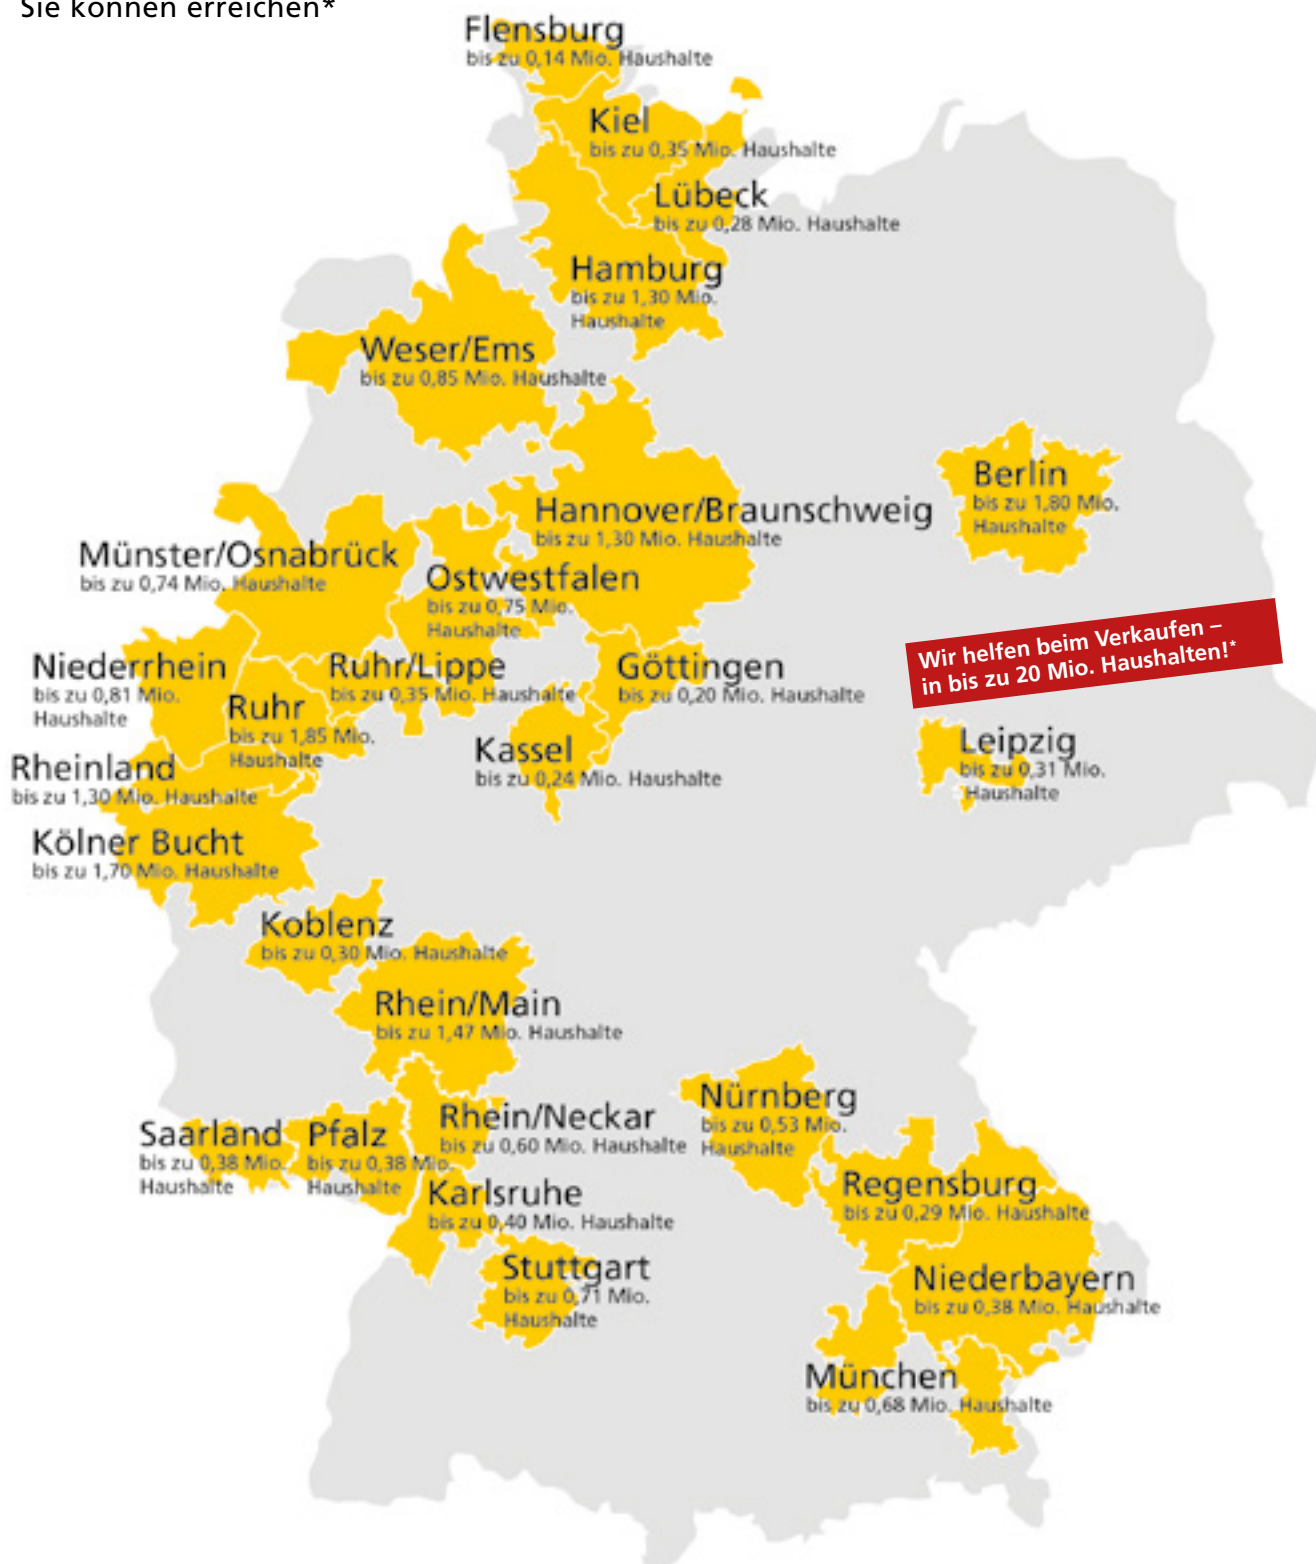 Sie können erreichen*
Flensburg
bis zu 0,14 Mio. Haushalte
Kiel
bis zu 0,35 Mio. Haushalte
Lübeck
bis zu 0,28 Mio. Haushalte
Hamburg
bis zu 1,30 Mio.
Haushalte
Weser/Ems
bis zu 0,85 Mio. Haushalte
Berlin
bis zu 1,80 Mio.
Haushalte
Hannover/Braunschweig
bis zu 1,30 Mio. Haushalte
Münster/Osnabrück
bis zu 0,74 Mio. Haushalte
Ostwestfalen
bis zu 0,75 Mio.
Haushalte
Wir helfen beim Verkaufen –
in bis zu 20 Mio. Haushalten!*
Niederrhein
bis zu 0,81 Mio.
Haushalte
Ruhr/Lippe
bis zu 0,35 Mio. Haushalte
Göttingen
bis zu 0,20 Mio. Haushalte
Ruhr
bis zu 1,85 Mio.
Haushalte
Kassel
bis zu 0,24 Mio. Haushalte
Leipzig
bis zu 0,31 Mio.
Haushalte
Rheinland
bis zu 1,30 Mio. Haushalte
Kölner Bucht
bis zu 1,70 Mio. Haushalte
Koblenz
bis zu 0,30 Mio. Haushalte
Rhein/Main
bis zu 1,47 Mio. Haushalte
Nürnberg
bis zu 0,53 Mio.
Haushalte
Rhein/Neckar
bis zu 0,60 Mio. Haushalte
Saarland
bis zu 0,38 Mio.
Haushalte
Pfalz
bis zu 0,38 Mio.
Haushalte
Karlsruhe
bis zu 0,40 Mio. Haushalte
Regensburg
bis zu 0,29 Mio. Haushalte
Stuttgart
bis zu 0,71 Mio.
Haushalte
Niederbayern
bis zu 0,38 Mio. Haushalte
München
bis zu 0,68 Mio. Haushalte